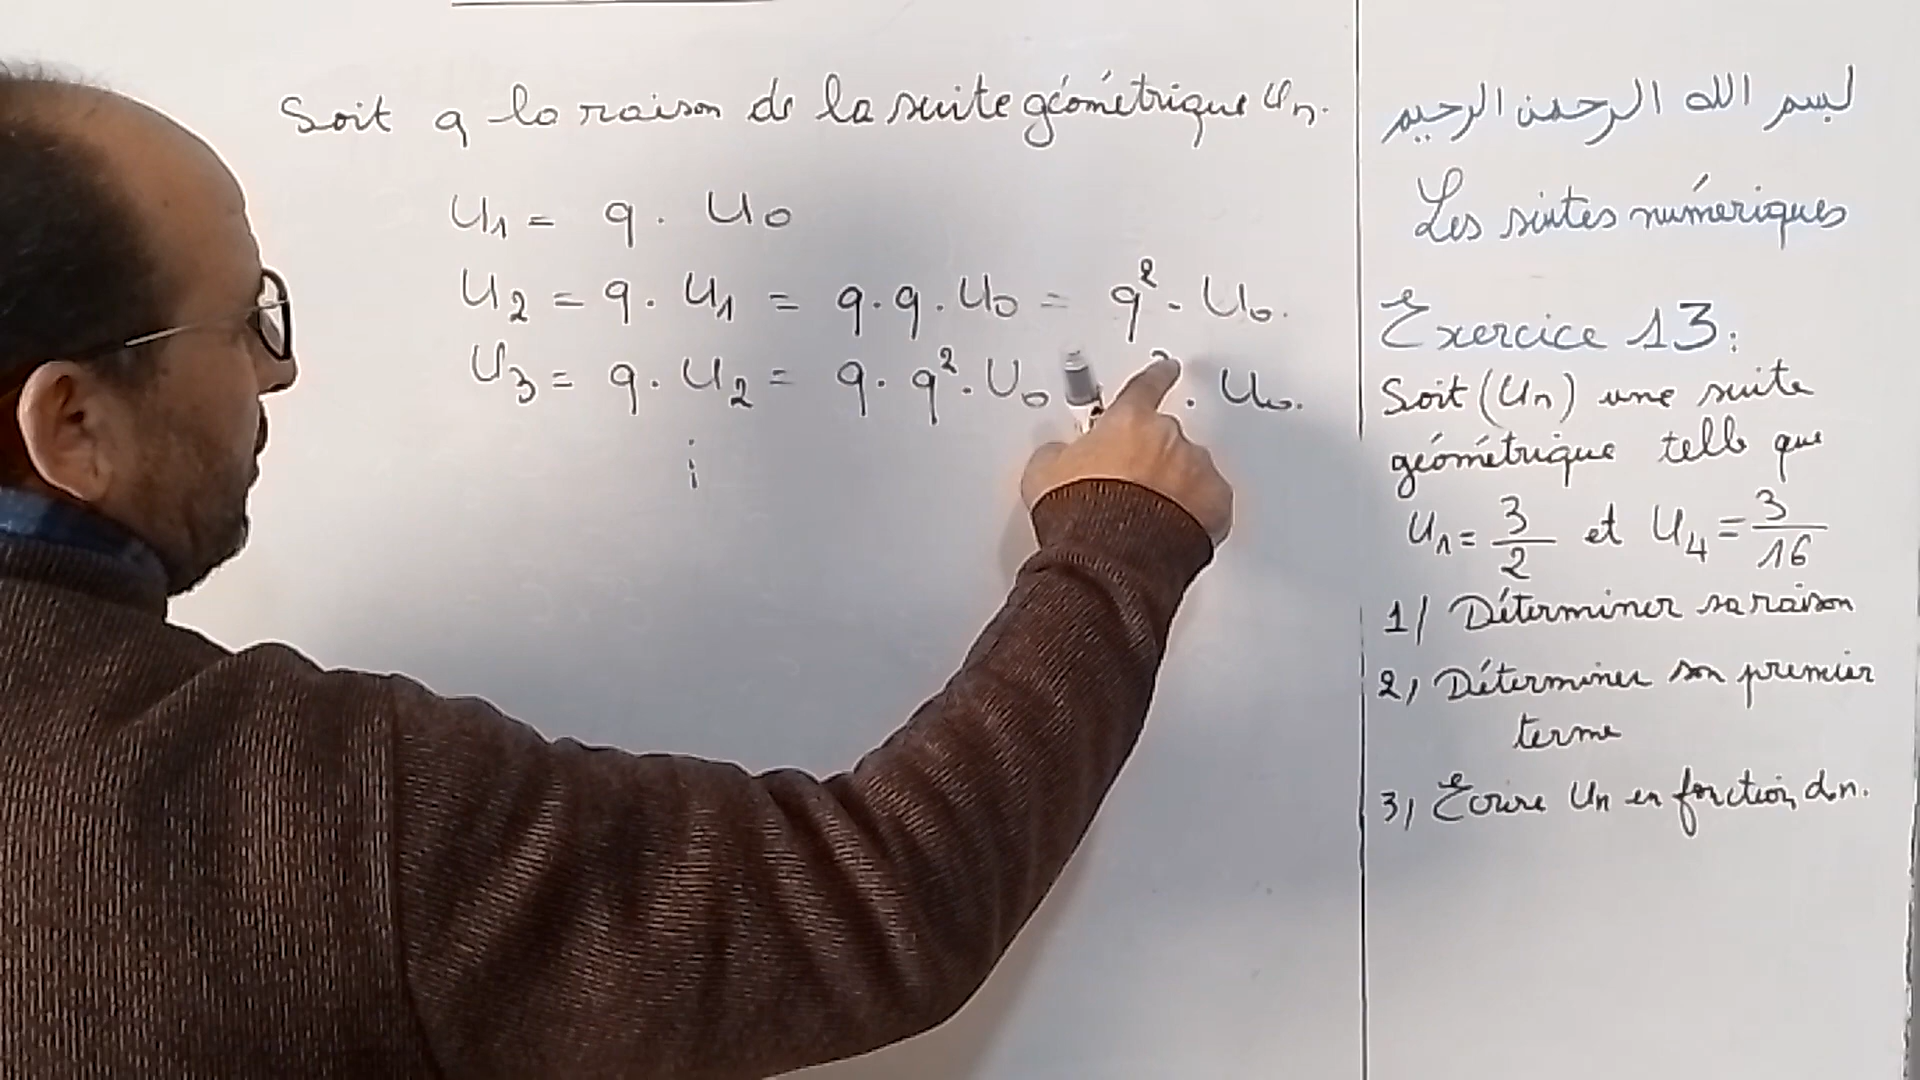 Soit q la raison de la suite géométrique Un.
U1 = q . U0
U2 = q . U1 = q . q . U0 = q² . U0.
U3 = q . U2 = q . q² . U0 . U0.
بسم الله الرحمن الرحيم
Les suites numériques
Exercice 13 :
Soit (Un) une suite
géométrique telle que
U1 = 3/2 et U4 = 3/16
1/ Déterminer sa raison
2, Déterminer son premier
terme
3, Ecrire Un en fonction de n.